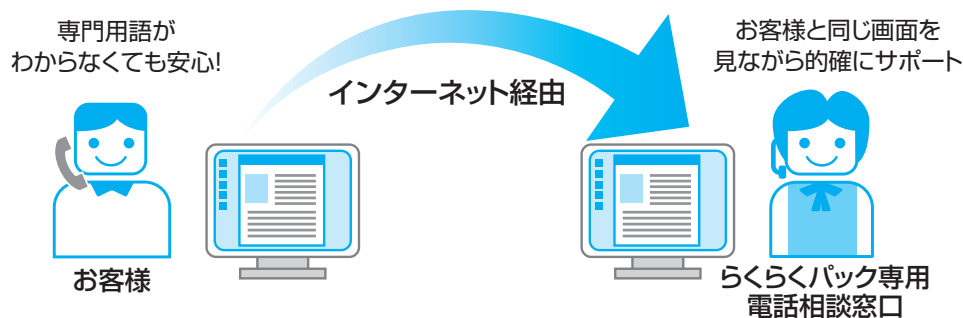 専門用語が
わからなくても安心!
インターネット経由
お客様と同じ画面を
見ながら的確にサポート
お客様
らくらくパック専用
電話相談窓口